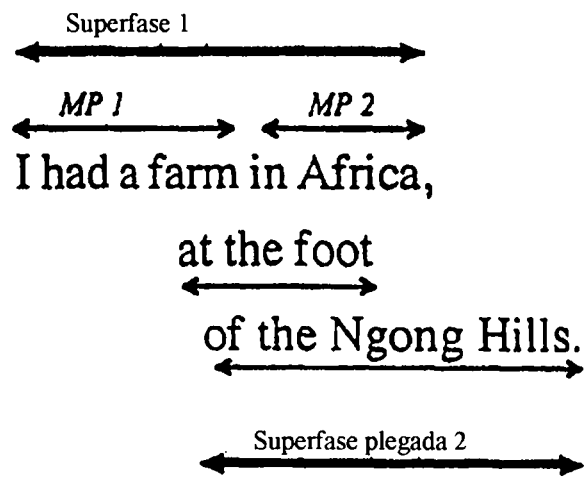 Superfase 1
MP 1 MP 2
I had a farm in Africa,
at the foot
of the Ngong Hills.
Superfase plegada 2